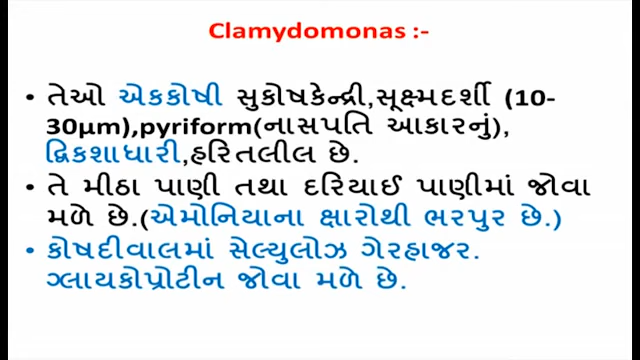 Clamydomonas :-
• તેઓ એકકોષી સુકોષકેન્દ્રી,સૂક્ષ્મદર્શી (10-
30µm),pyriform(નાસપતિ આકારનું),
દ્વિકશાધારી,હરિતલીલ છે.
• તે મીઠા પાણી તથા દરિયાઈ પાણીમાં જોવા
મળે છે.(એમોનિયાના ક્ષારોથી ભરપુર છે.)
• કોષદીવાલમાં સેલ્યુલોઝ ગેરહાજર.
ગ્લાયકોપ્રોટીન જોવા મળે છે.